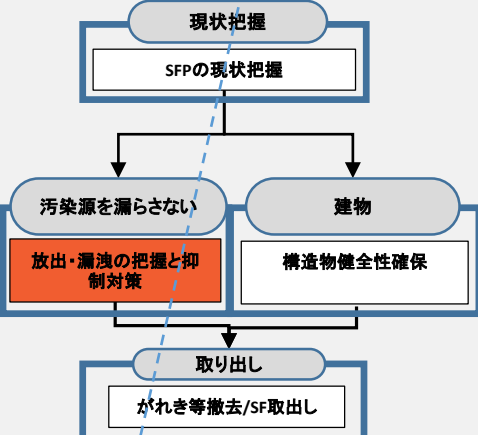 現状把握
SFPの現状把握
汚染源を漏らさない
建物
放出・漏洩の把握と抑
制対策
構造物健全性確保
取り出し
がれき等撤去/SF取出し